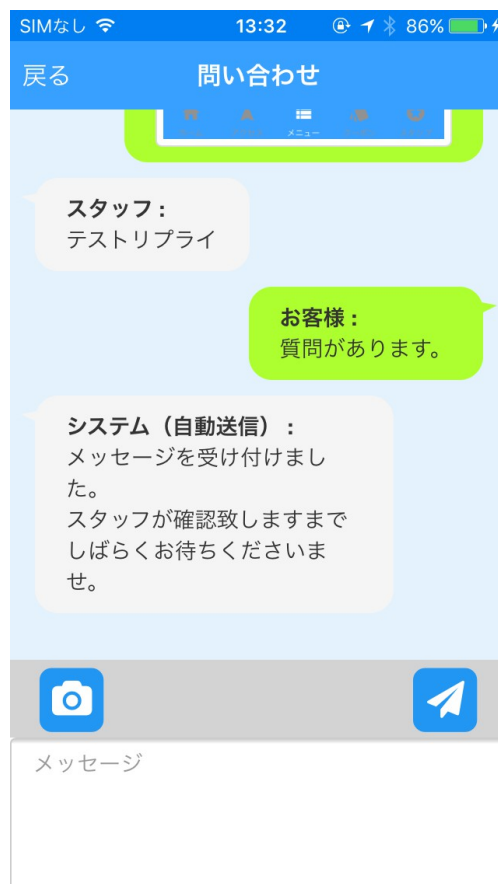 SIMなし 13:32 86%
戻る 問い合わせ
メニュー
スタッフ：
テストリプライ
お客様：
質問があります。
システム（自動送信）：
メッセージを受け付けまし
た。
スタッフが確認致しますまで
しばらくお待ちくださいま
せ。
メッセージ